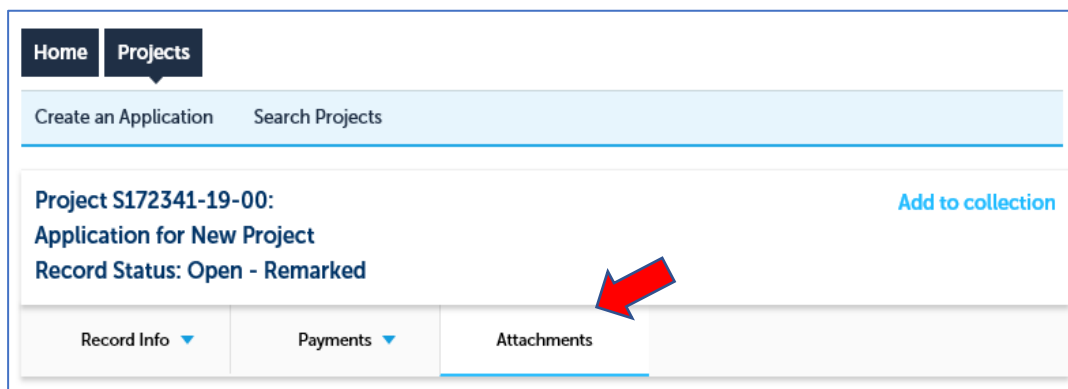 Home Projects
Create an Application Search Projects
Project S172341-19-00:
Add to collection
Application for New Project
Record Status: Open - Remarked
Record Info Payments Attachments